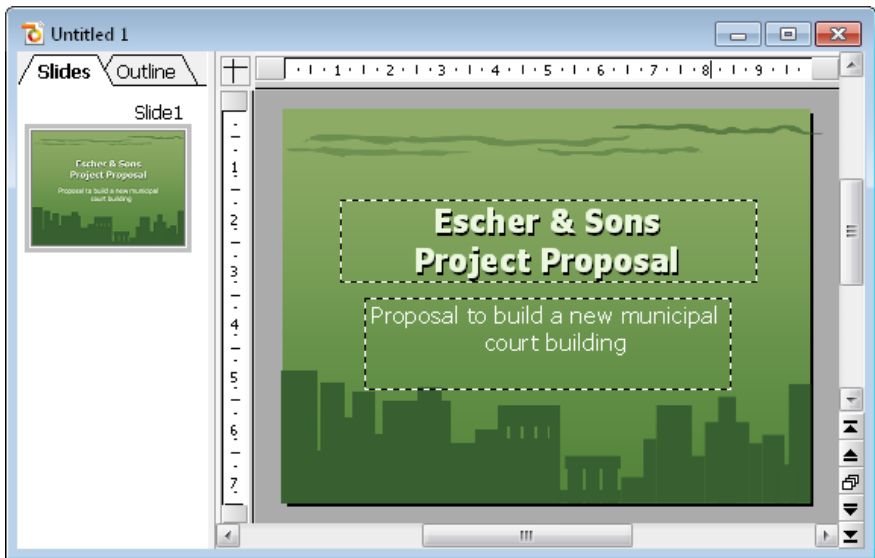 Untitled 1
Slides Outline
1 2 3 4 5 6 7 8 9
Slide1
Escher & Sons
Project Proposal
Proposal to build a new municipal
court building
1
2
3
4
5
6
7
Escher & Sons
Project Proposal
Proposal to build a new municipal
court building